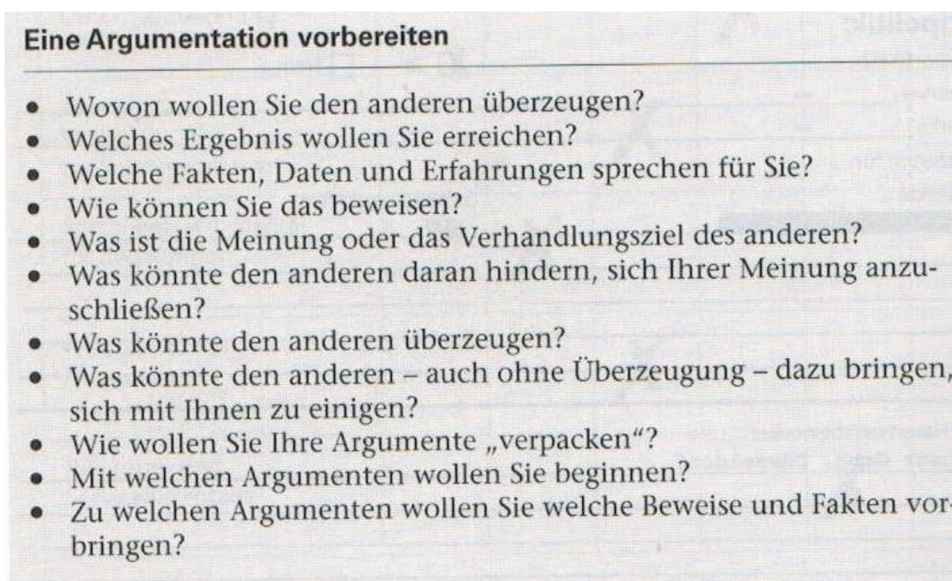 Eine Argumentation vorbereiten
• Wovon wollen Sie den anderen überzeugen?
• Welches Ergebnis wollen Sie erreichen?
• Welche Fakten, Daten und Erfahrungen sprechen für Sie?
• Wie können Sie das beweisen?
• Was ist die Meinung oder das Verhandlungsziel des anderen?
• Was könnte den anderen daran hindern, sich Ihrer Meinung anzu-
schließen?
• Was könnte den anderen überzeugen?
• Was könnte den anderen – auch ohne Überzeugung – dazu bringen,
sich mit Ihnen zu einigen?
• Wie wollen Sie Ihre Argumente „verpacken“?
• Mit welchen Argumenten wollen Sie beginnen?
• Zu welchen Argumenten wollen Sie welche Beweise und Fakten vor-
bringen?